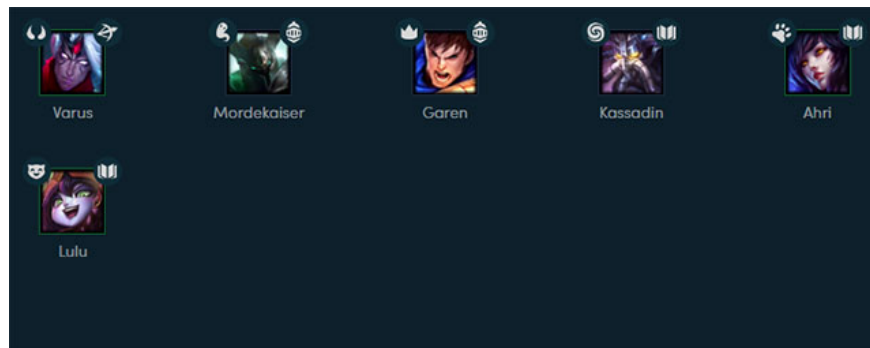 Varus
Mordekaiser
Garen
Kassadin
Ahri
Lulu